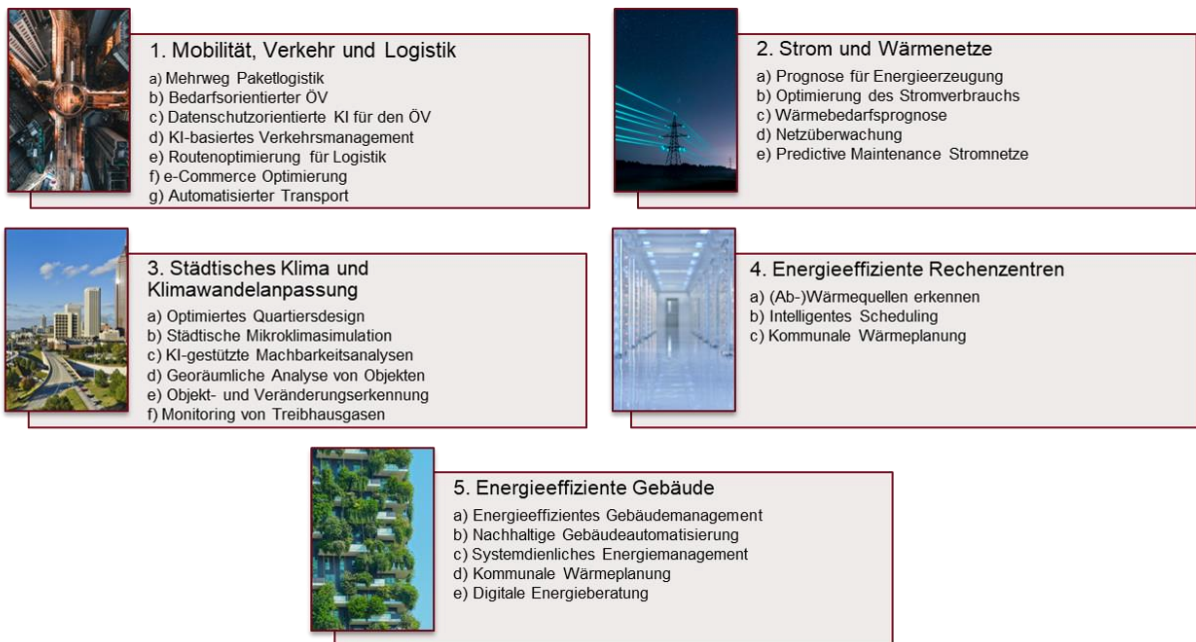 1. Mobilität, Verkehr und Logistik
a) Mehrweg Paketlogistik
b) Bedarfsorientierter ÖV
c) Datenschutzorientierte KI für den ÖV
d) KI-basiertes Verkehrsmanagement
e) Routenoptimierung für Logistik
f) e-Commerce Optimierung
g) Automatisierter Transport
2. Strom und Wärmenetze
a) Prognose für Energieerzeugung
b) Optimierung des Stromverbrauchs
c) Wärmebedarfsprognose
d) Netzüberwachung
e) Predictive Maintenance Stromnetze
3. Städtisches Klima und
Klimawandelanpassung
a) Optimiertes Quartiersdesign
b) Städtische Mikroklimasimulation
c) KI-gestützte Machbarkeitsanalysen
d) Georäumliche Analyse von Objekten
e) Objekt- und Veränderungserkennung
f) Monitoring von Treibhausgasen
4. Energieeffiziente Rechenzentren
a) (Ab-)Wärmequellen erkennen
b) Intelligentes Scheduling
c) Kommunale Wärmeplanung
5. Energieeffiziente Gebäude
a) Energieeffizientes Gebäudemanagement
b) Nachhaltige Gebäudeautomatisierung
c) Systemdienliches Energiemanagement
d) Kommunale Wärmeplanung
e) Digitale Energieberatung